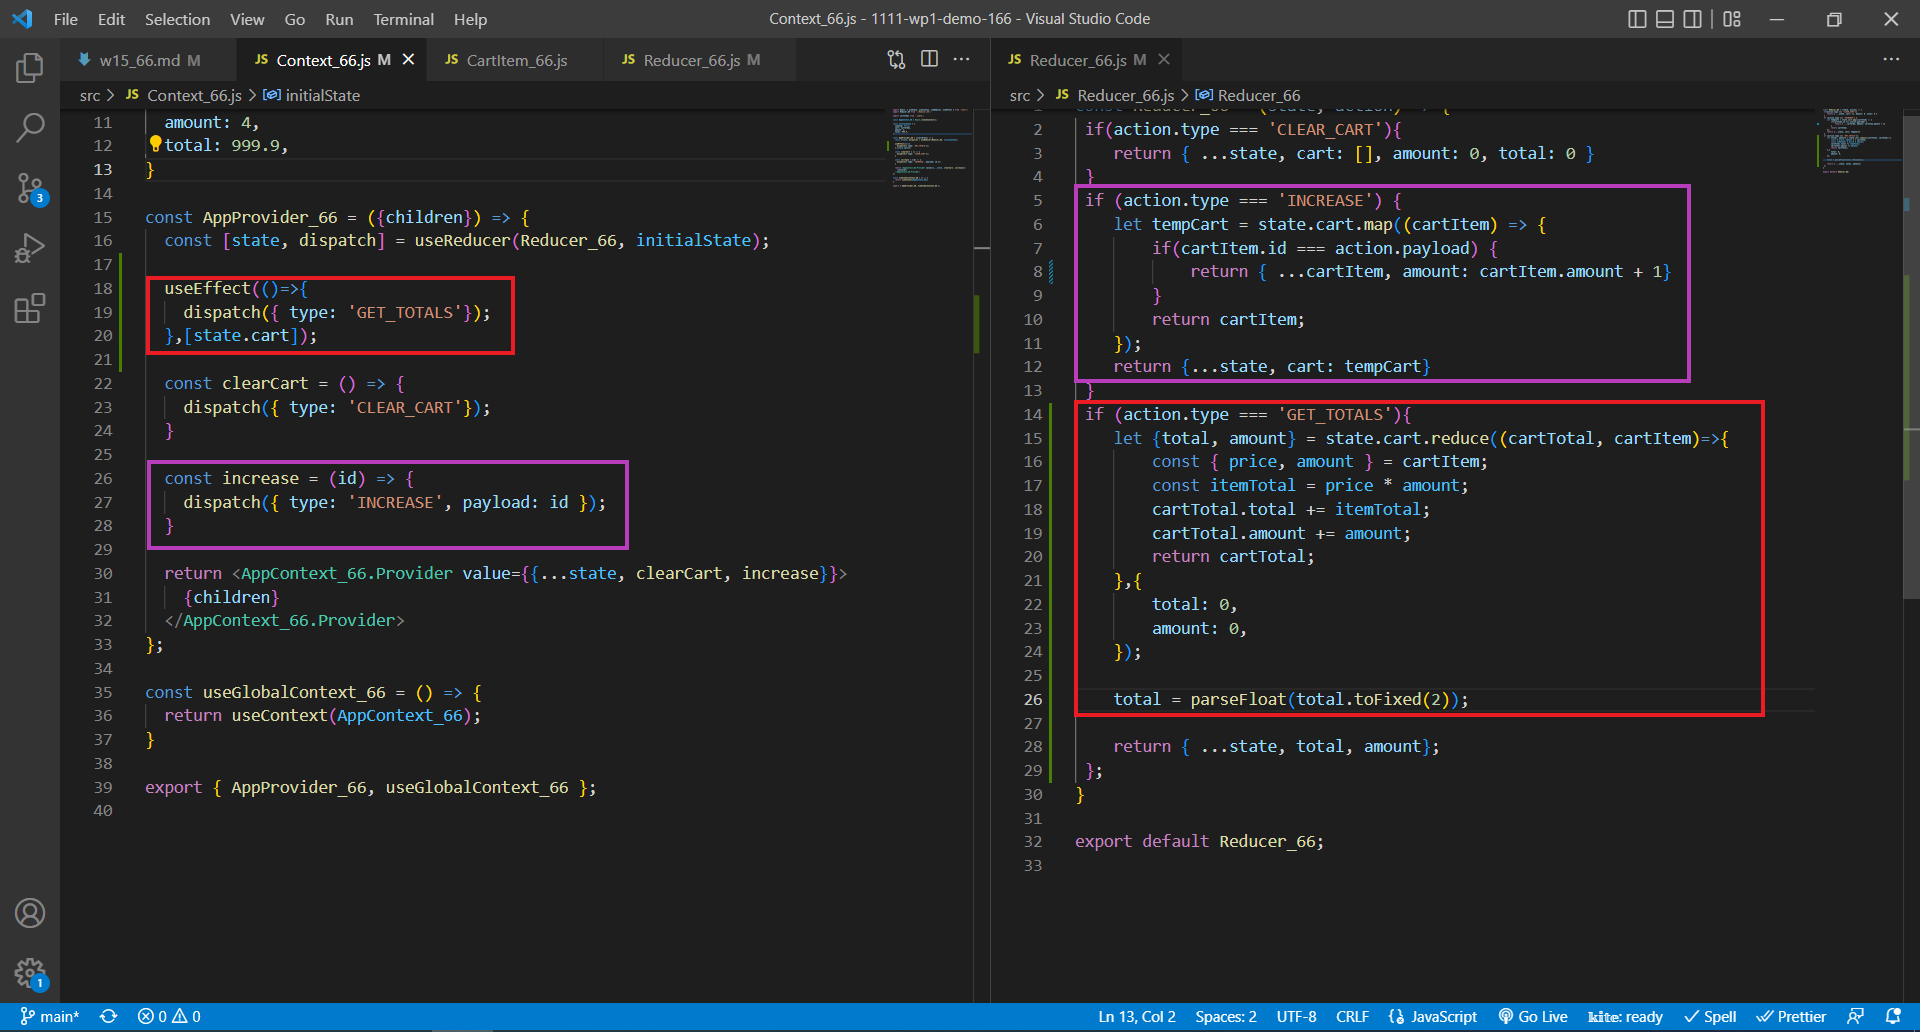 File Edit Selection View Go Run Terminal Help
Context_66.js - 1111-wp1-demo-166 - Visual Studio Code
w15_66.md M
JS Context_66.js M
JS CartItem_66.js
JS Reducer_66.js M
src > JS Context_66.js > initialState
11 amount: 4,
12 total: 999.9,
13 }
14
15 const AppProvider_66 = ({children}) => {
16 const [state, dispatch] = useReducer(Reducer_66, initialState);
17
18 useEffect(()=>{
19 dispatch({ type: 'GET_TOTALS'});
20 },[state.cart]);
21
22 const clearCart = () => {
23 dispatch({ type: 'CLEAR_CART'});
24 }
25
26 const increase = (id) => {
27 dispatch({ type: 'INCREASE', payload: id });
28 }
29
30 return <AppContext_66.Provider value={{...state, clearCart, increase}}>
31 {children}
32 </AppContext_66.Provider>
33 };
34
35 const useGlobalContext_66 = () => {
36 return useContext(AppContext_66);
37 }
38
39 export { AppProvider_66, useGlobalContext_66 };
40
JS Reducer_66.js M
src > JS Reducer_66.js > Reducer_66
2 if(action.type === 'CLEAR_CART'){
3 return { ...state, cart: [], amount: 0, total: 0 }
4 }
5 if (action.type === 'INCREASE') {
6 let tempCart = state.cart.map((cartItem) => {
7 if(cartItem.id === action.payload) {
8 return { ...cartItem, amount: cartItem.amount + 1}
9 }
10 return cartItem;
11 });
12 return {...state, cart: tempCart}
13 }
14 if (action.type === 'GET_TOTALS'){
15 let {total, amount} = state.cart.reduce((cartTotal, cartItem)=>{
16 const { price, amount } = cartItem;
17 const itemTotal = price * amount;
18 cartTotal.total += itemTotal;
19 cartTotal.amount += amount;
20 return cartTotal;
21 },{
22 total: 0,
23 amount: 0,
24 });
25
26 total = parseFloat(total.toFixed(2));
27
28 return { ...state, total, amount};
29 };
30 }
31
32 export default Reducer_66;
33
3
1
main* 0 0
Ln 13, Col 2 Spaces: 2 UTF-8 CRLF JavaScript Go Live kite: ready Spell Prettier